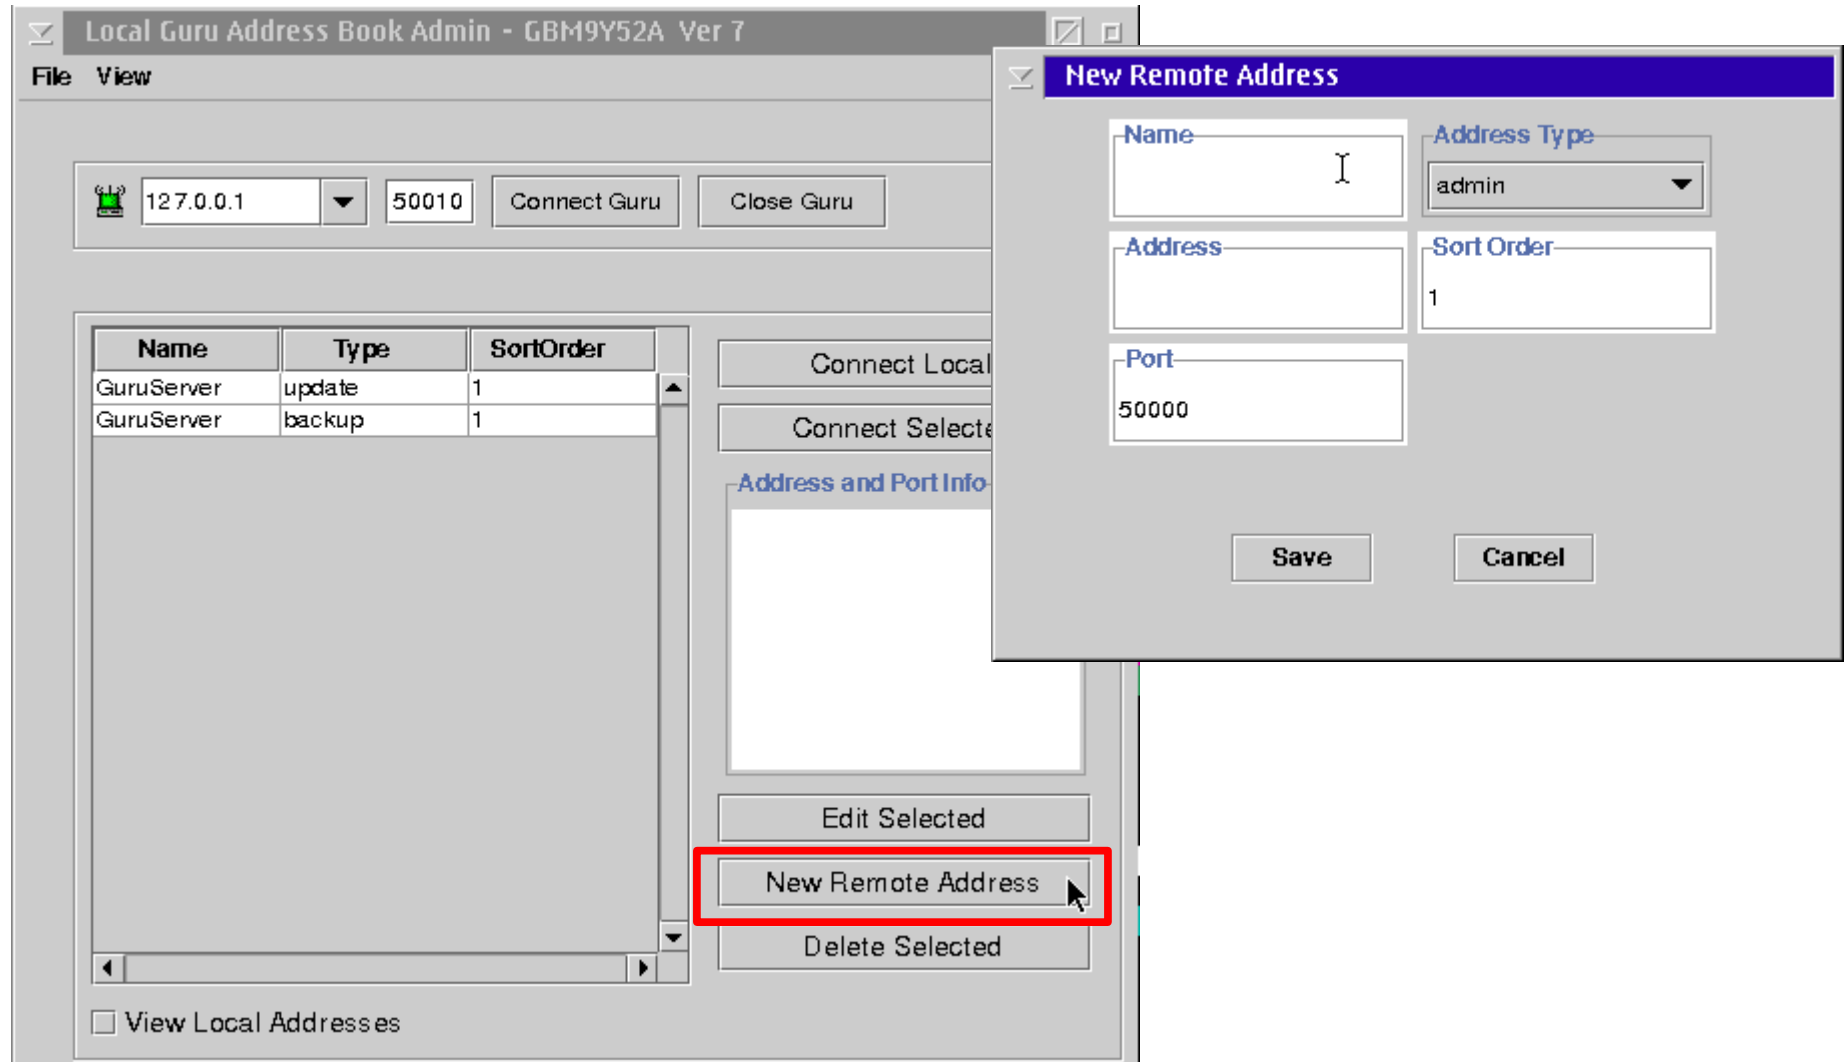 Local Guru Address Book Admin - GBM9Y52A Ver 7
File View
127.0.0.1 50010 Connect Guru Close Guru
Name Type SortOrder
GuruServer update 1
GuruServer backup 1
Connect Local
Connect Selecte
Address and Port Info
Edit Selected
New Remote Address
Delete Selected
View Local Addresses
New Remote Address
Name Address Type
admin
Address Sort Order
1
Port
50000
Save Cancel